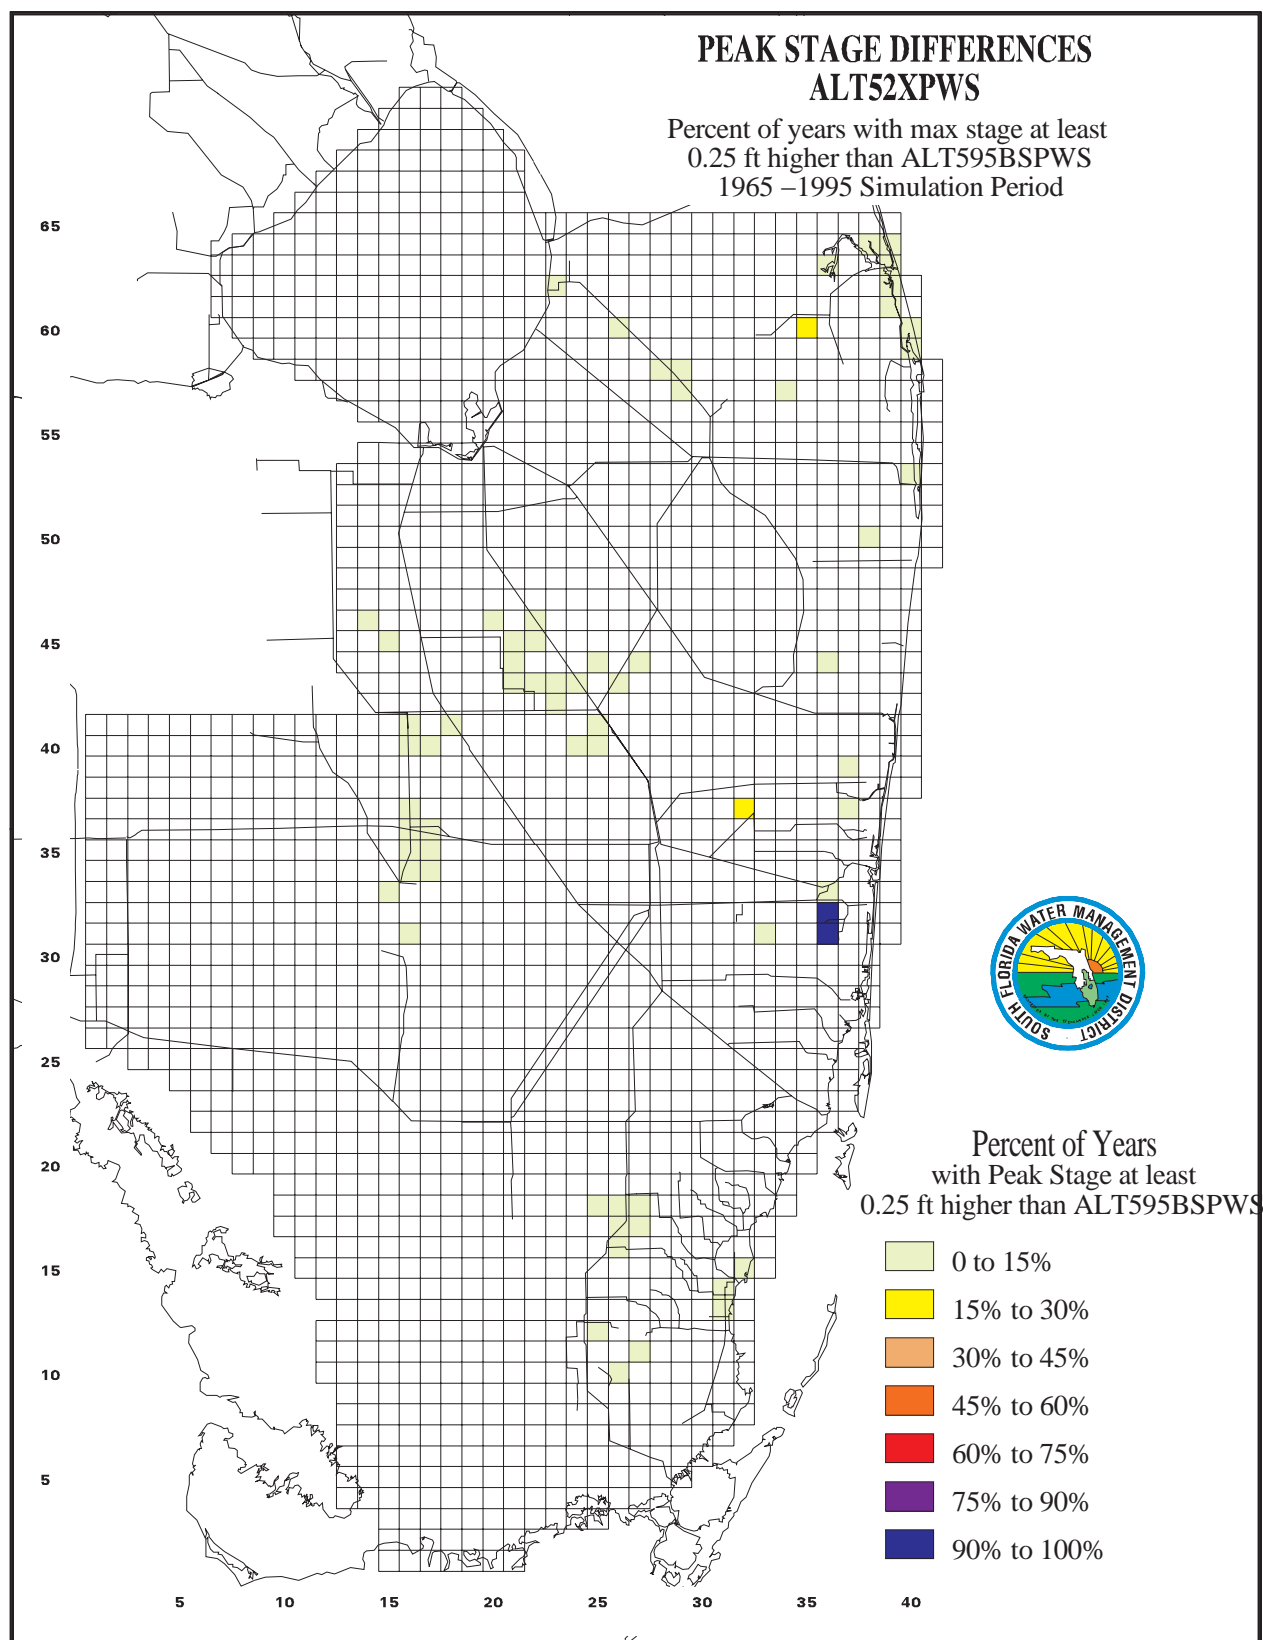 PEAK STAGE DIFFERENCES
ALT52XPWS
Percent of years with max stage at least
0.25 ft higher than ALT595BSPWS
1965 –1995 Simulation Period
65
60
55
50
45
40
35
30
25
20
15
10
5
SOUTH FLORIDA WATER MANAGEMENT DISTRICT
Percent of Years
with Peak Stage at least
0.25 ft higher than ALT595BSPWS
0 to 15%
15% to 30%
30% to 45%
45% to 60%
60% to 75%
75% to 90%
90% to 100%
5 10 15 20 25 30 35 40